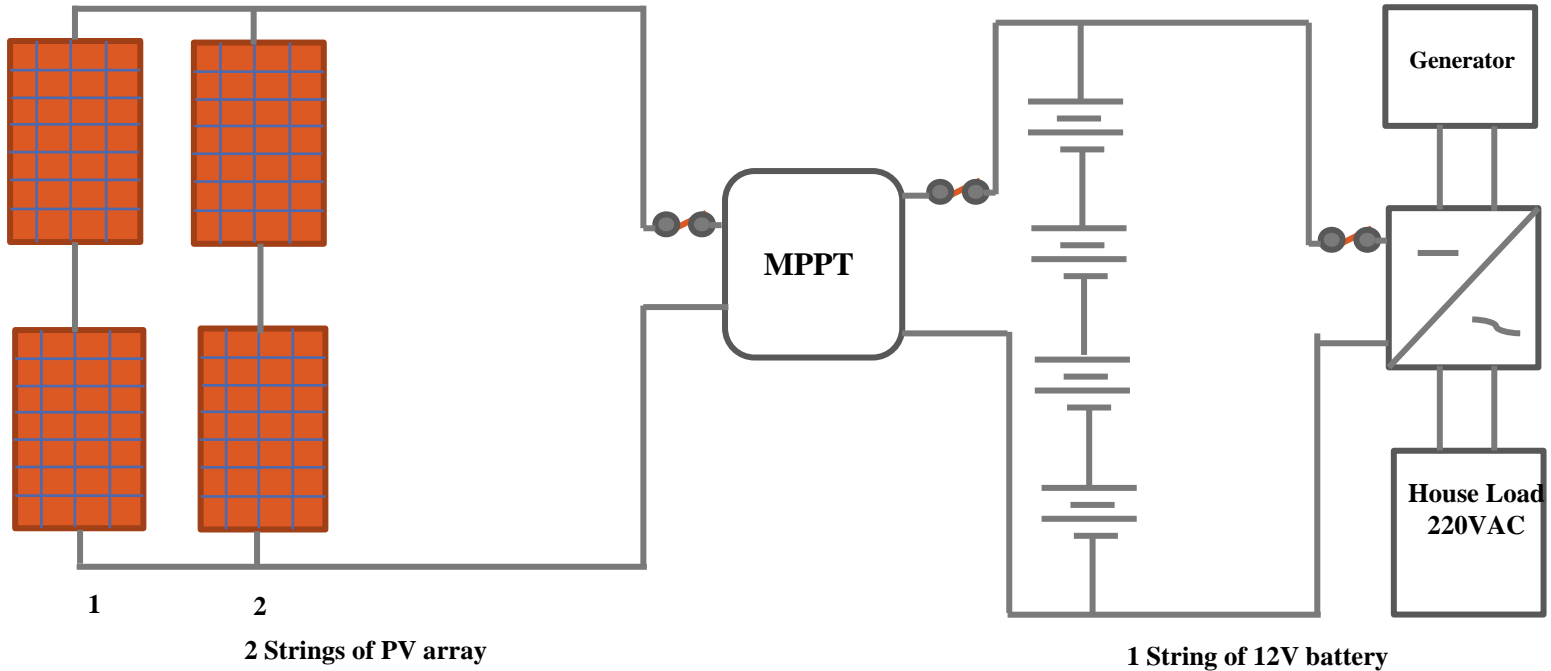 Generator
MPPT
House Load
220VAC
1
2
2 Strings of PV array
1 String of 12V battery